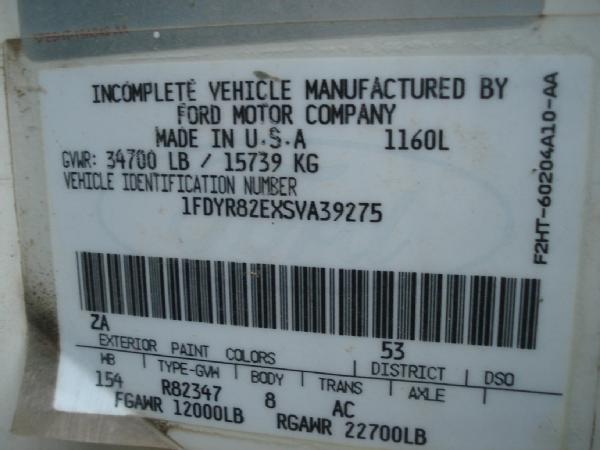 INCOMPLETE VEHICLE MANUFACTURED BY
FORD MOTOR COMPANY
MADE IN U.S.A 1160L
GVWR: 34700 LB / 15739 KG
VEHICLE IDENTIFICATION NUMBER
1FDYR82EXSVA39275
F2HT-60204A10-AA
ZA 53
EXTERIOR PAINT COLORS DISTRICT DSO
WB TYPE-GVW BODY TRANS AXLE
154 R82347 8 AC
FGAWR 12000LB RGAWR 22700LB